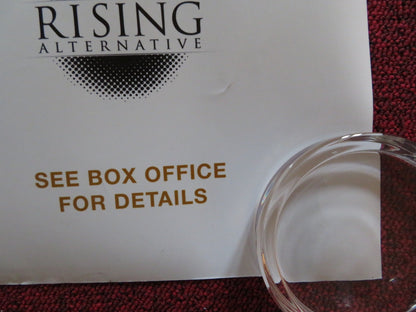 RISING
ALTERNATIVE
SEE BOX OFFICE
FOR DETAILS